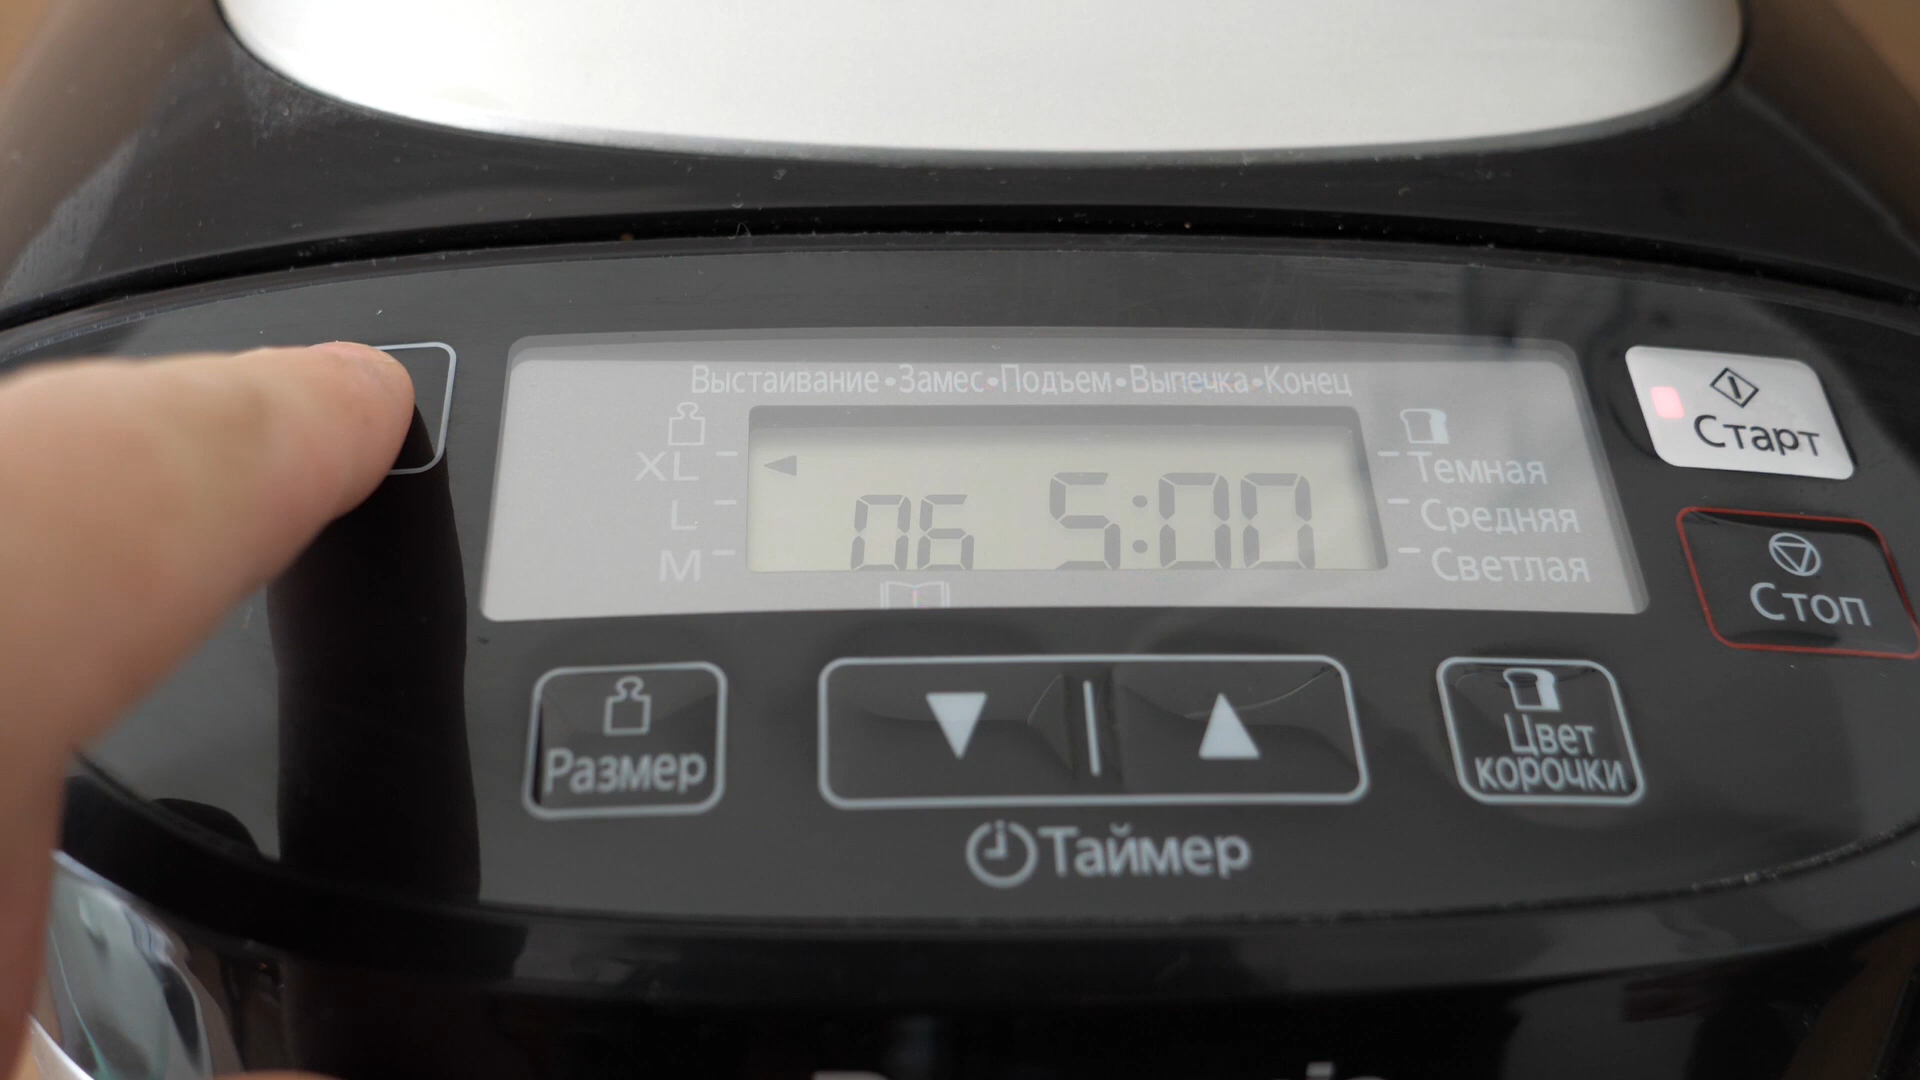 Выстаивание•Замес•Подъем•Выпечка•Конец
XL
L
M
06 5:00
Темная
Средняя
Светлая
Старт
Стоп
Размер
Таймер
Цвет
корочки